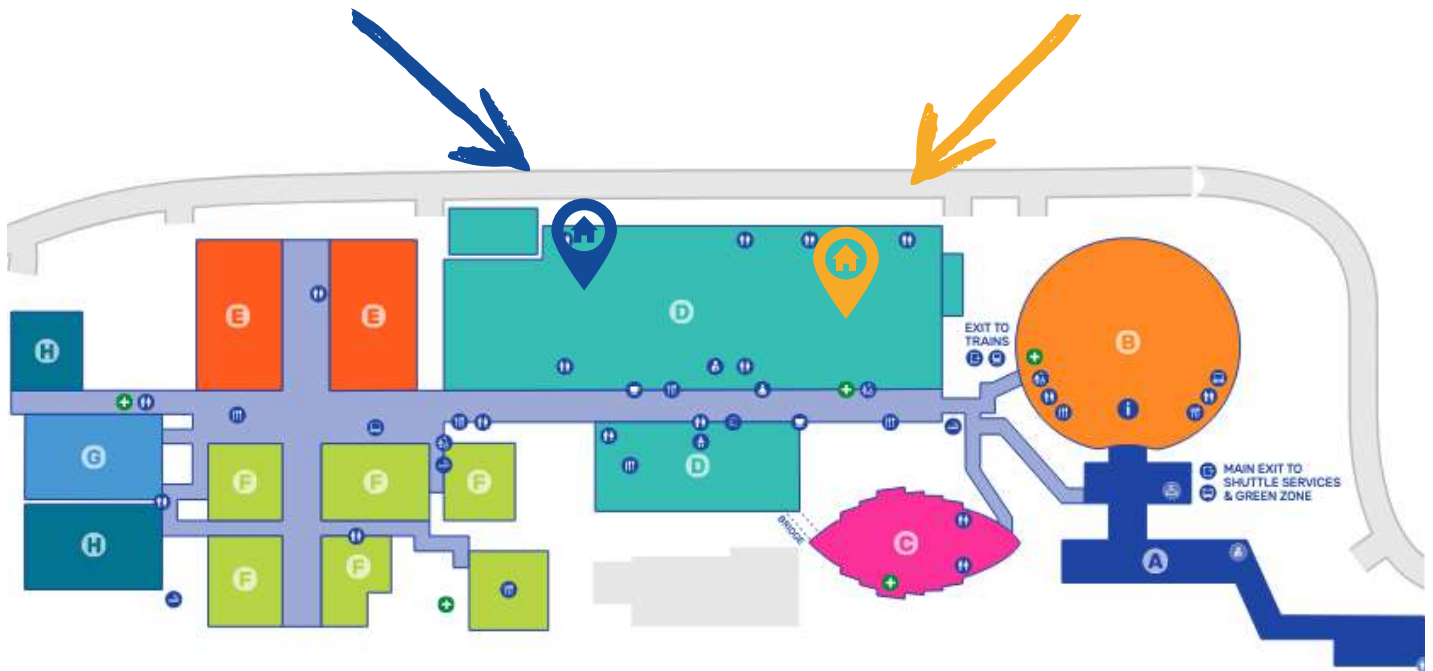 E
E
D
H
B
EXIT TO
TRAINS
i
G
F
F
F
D
MAIN EXIT TO
SHUTTLE SERVICES
& GREEN ZONE
BRIDGE
H
C
F
F
A